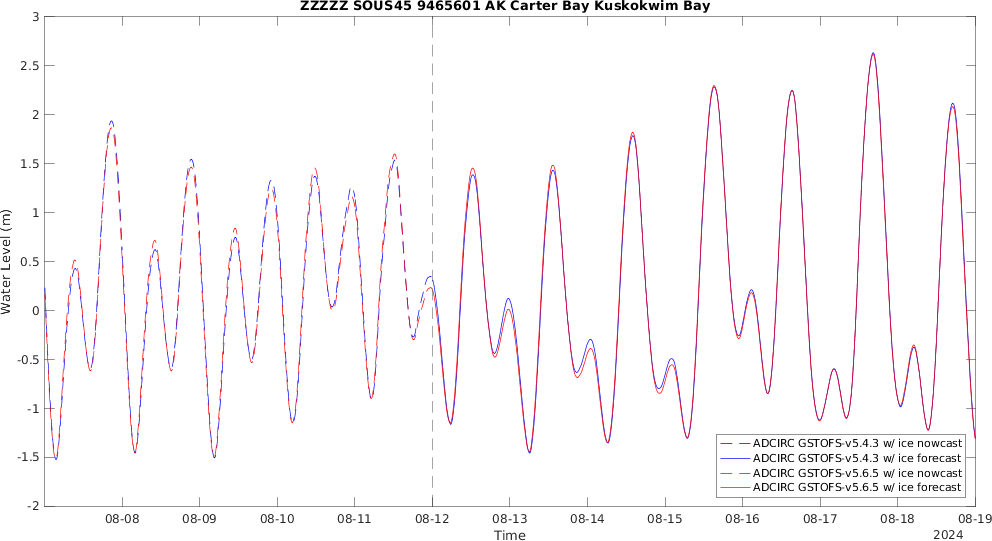 ZZZZZ SOUS45 9465601 AK Carter Bay Kuskokwim Bay
3
2.5
2
1.5
1
0.5
0
-0.5
-1
-1.5
-2
Water Level (m)
ADCIRC GSTOFS-v5.4.3 w/ ice nowcast
ADCIRC GSTOFS-v5.4.3 w/ ice forecast
ADCIRC GSTOFS-v5.6.5 w/ ice nowcast
ADCIRC GSTOFS-v5.6.5 w/ ice forecast
08-08 08-09 08-10 08-11 08-12 08-13 08-14 08-15 08-16 08-17 08-18 08-19
Time
2024